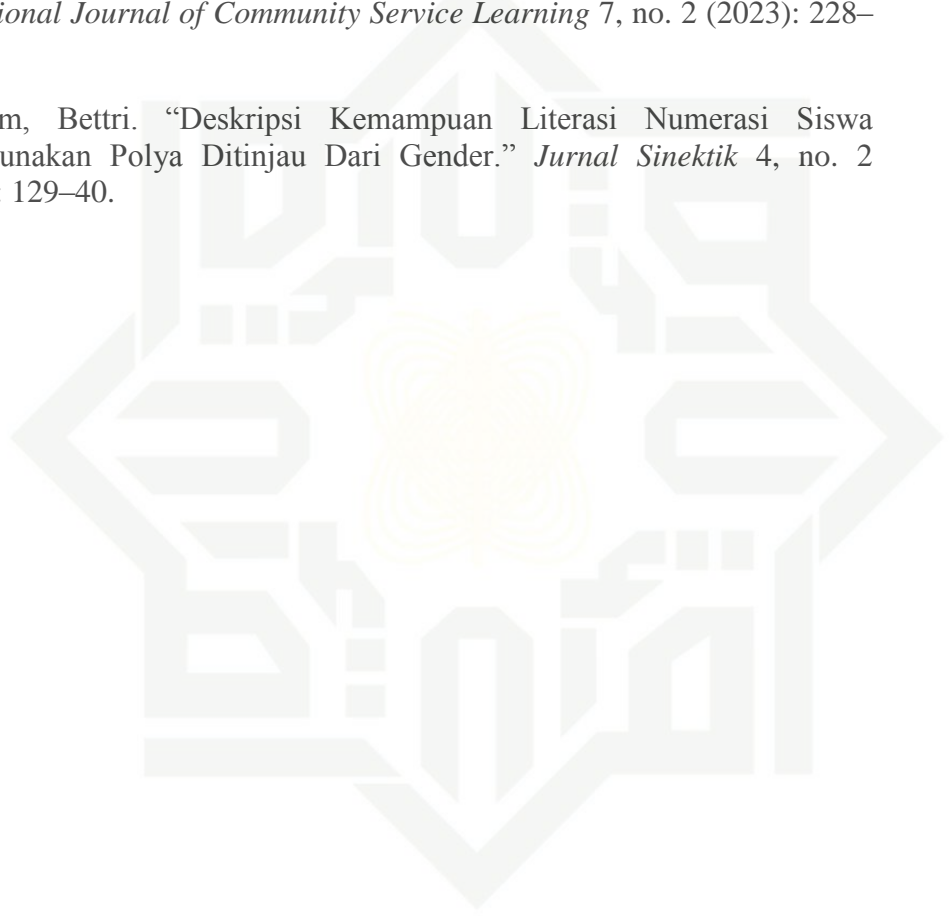 ional Journal of Community Service Learning 7, no. 2 (2023): 228–
m, Bettri. “Deskripsi Kemampuan Literasi Numerasi Siswa
unakan Polya Ditinjau Dari Gender.” Jurnal Sinektik 4, no. 2
: 129–40.